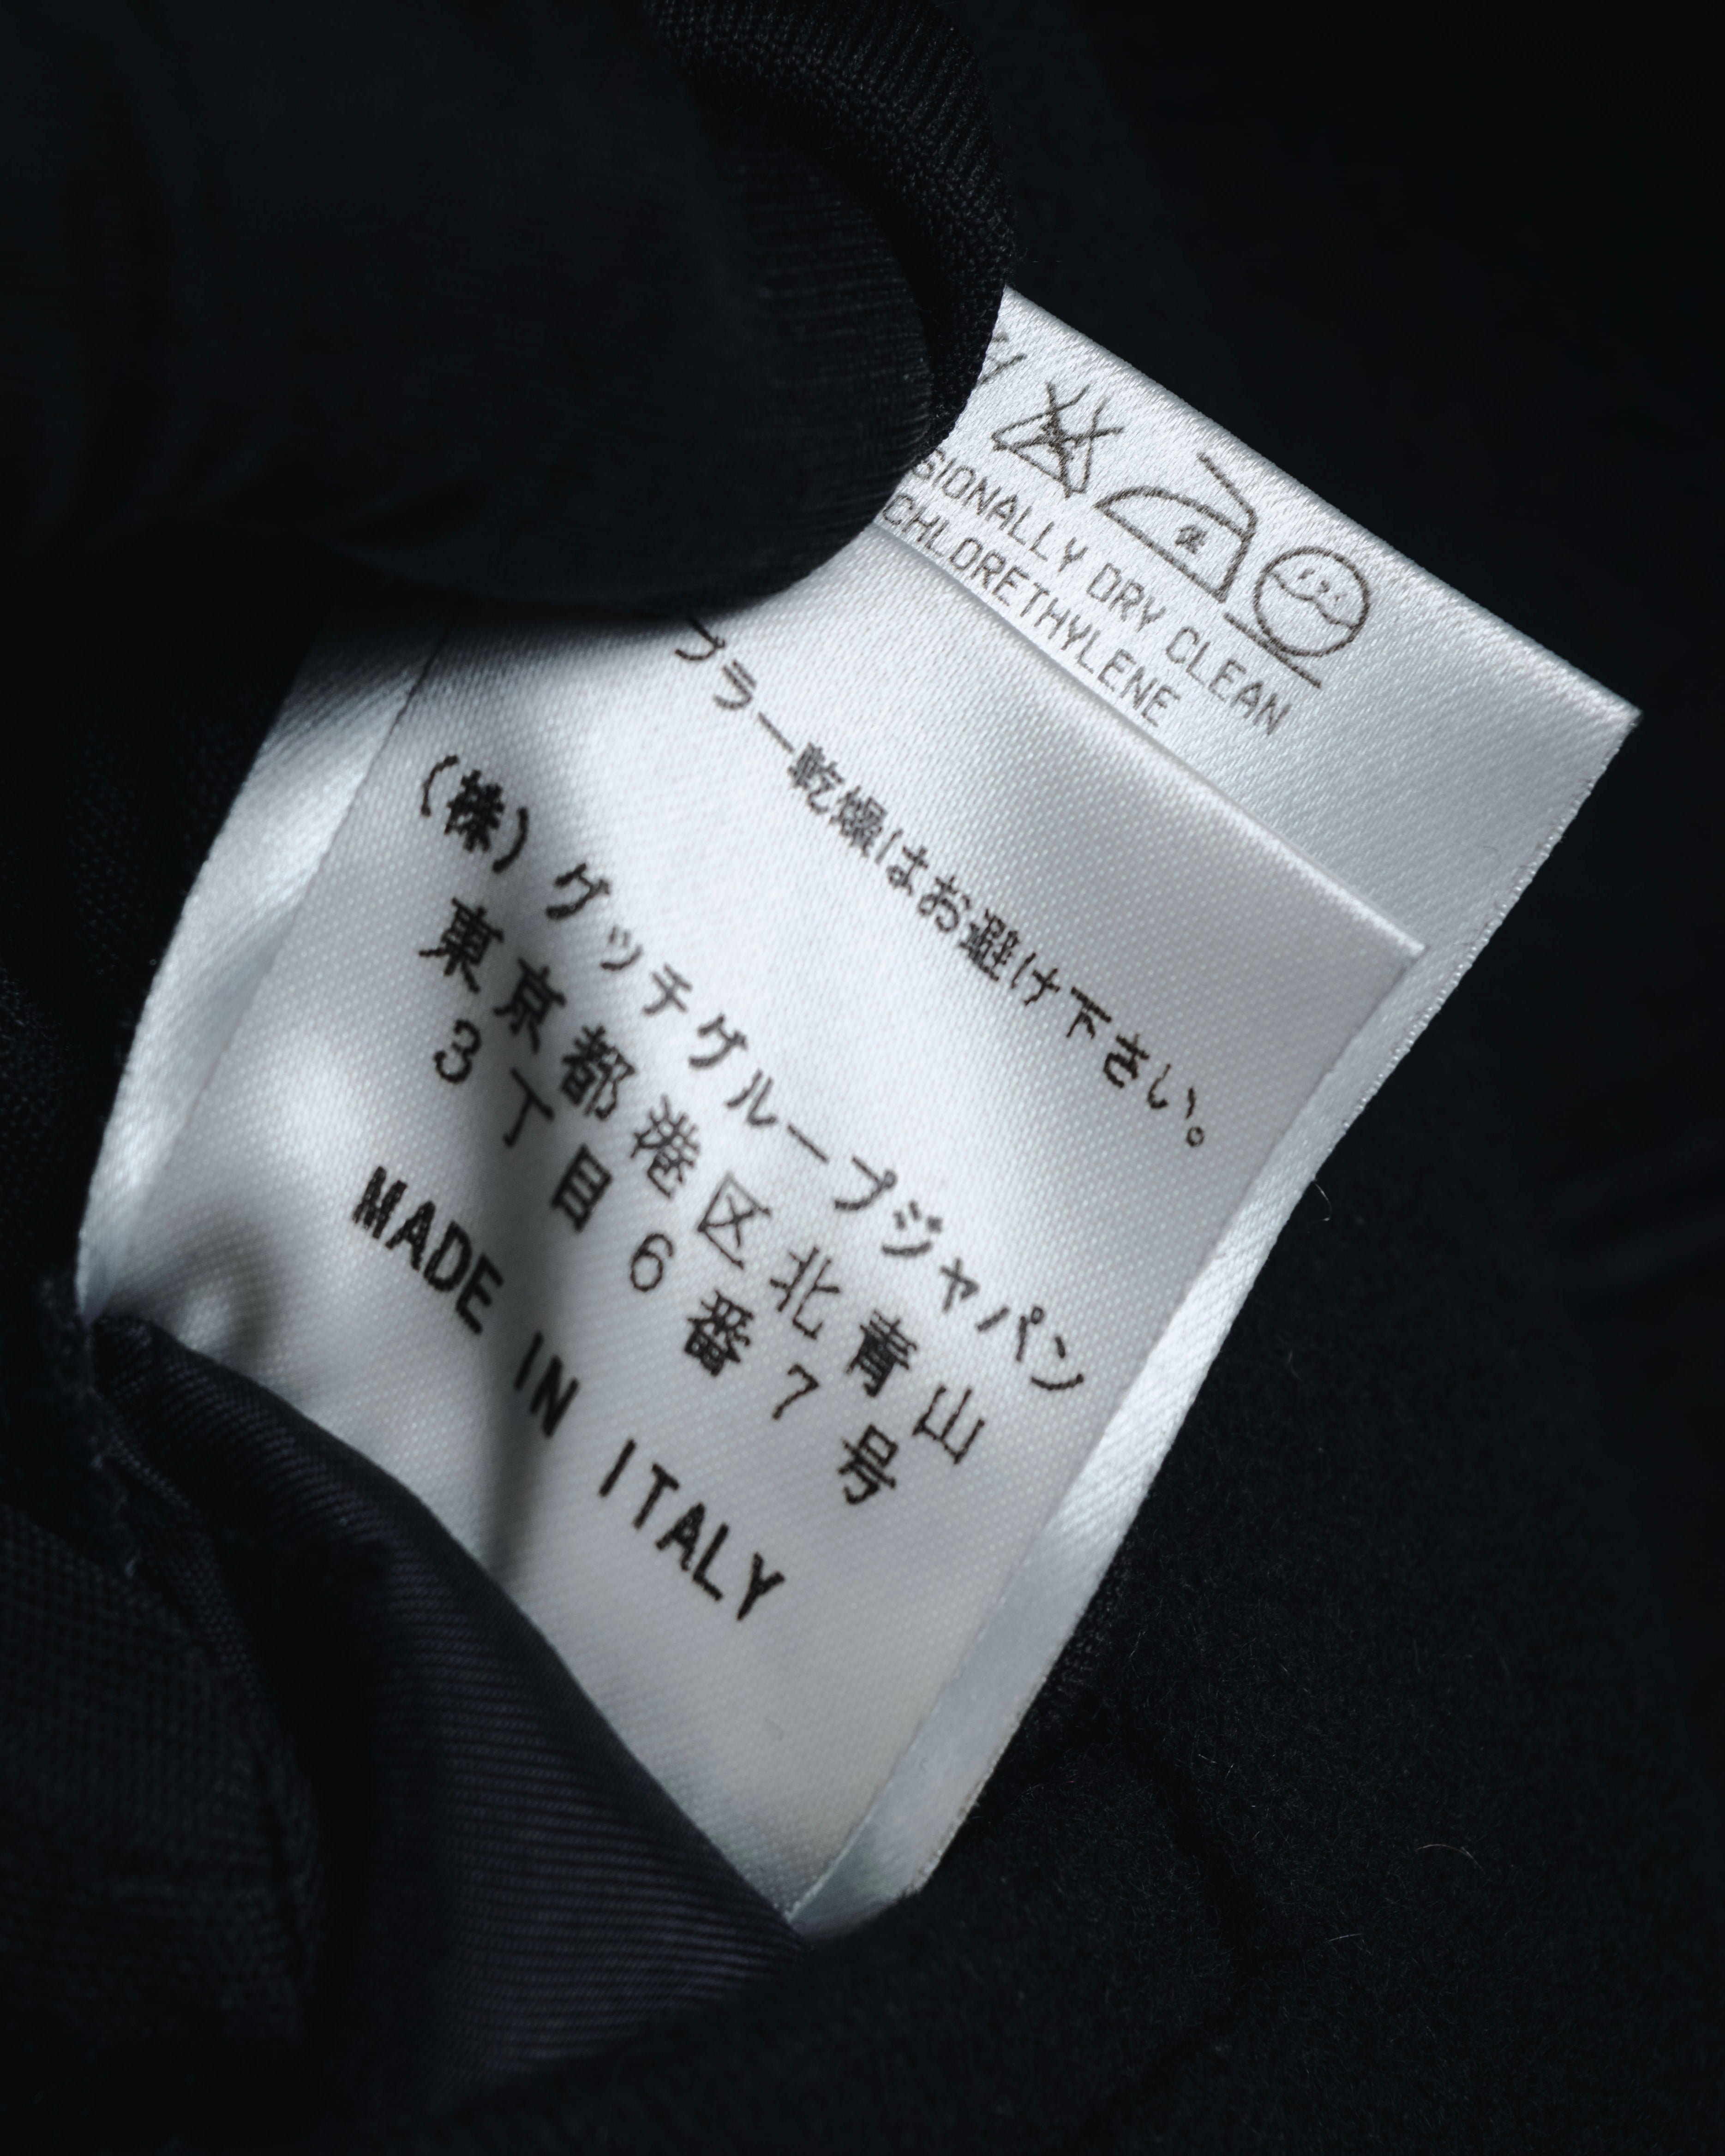 SIONALLY DRY CLEAN
CHLORETHYLENE
ブラー乾燥はお避け下さい。
(株)グッチグループジャパン
東京都港区北青山
3丁目6番7号
MADE IN ITALY